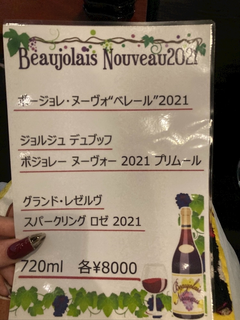 Beaujolais Nouveau2021
ボージョレ・ヌーヴォ"ベレール"2021
ジョルジュ デュブッフ
ボジョレー ヌーヴォー 2021 プリムール
グランド・レゼルヴ
スパークリング ロゼ 2021
720ml 各¥8000